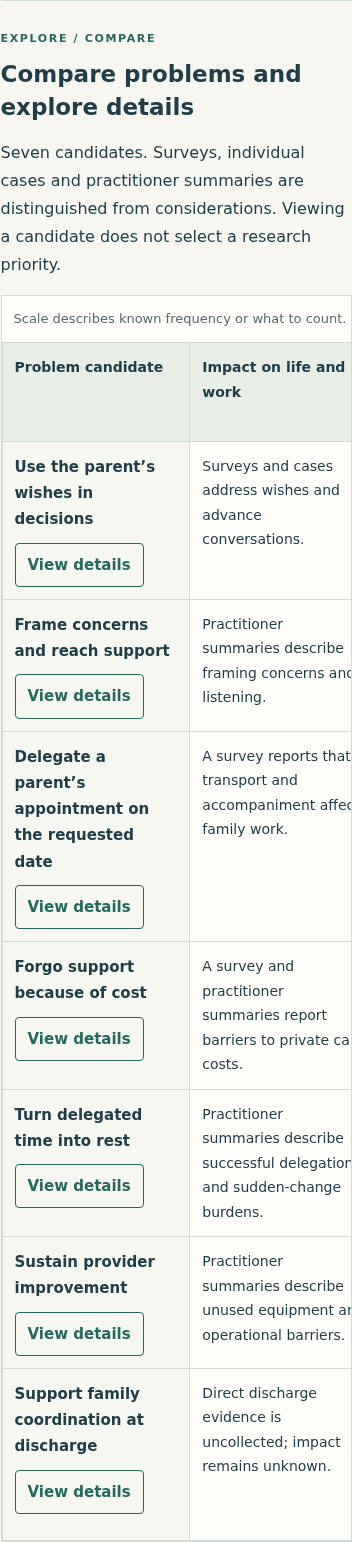 EXPLORE / COMPARE
Compare problems and
explore details
Seven candidates. Surveys, individual
cases and practitioner summaries are
distinguished from considerations. Viewing
a candidate does not select a research
priority.
Scale describes known frequency or what to count.
Problem candidate
Impact on life and
work
Use the parent’s
wishes in
decisions
View details
Surveys and cases
address wishes and
advance
conversations.
Frame concerns
and reach support
View details
Practitioner
summaries describe
framing concerns and
listening.
Delegate a
parent’s
appointment on
the requested
date
View details
A survey reports that
transport and
accompaniment
family work.
Forgo support
because of cost
View details
A survey and
practitioner
summaries report
barriers to private
costs.
Turn delegated
time into rest
View details
Practitioner
summaries describe
successful delegation
and sudden-change
burdens.
Sustain provider
improvement
View details
Practitioner
summaries describe
unused equipment
operational barriers.
Support family
coordination at
discharge
View details
Direct discharge
evidence is
uncollected; impact
remains unknown.